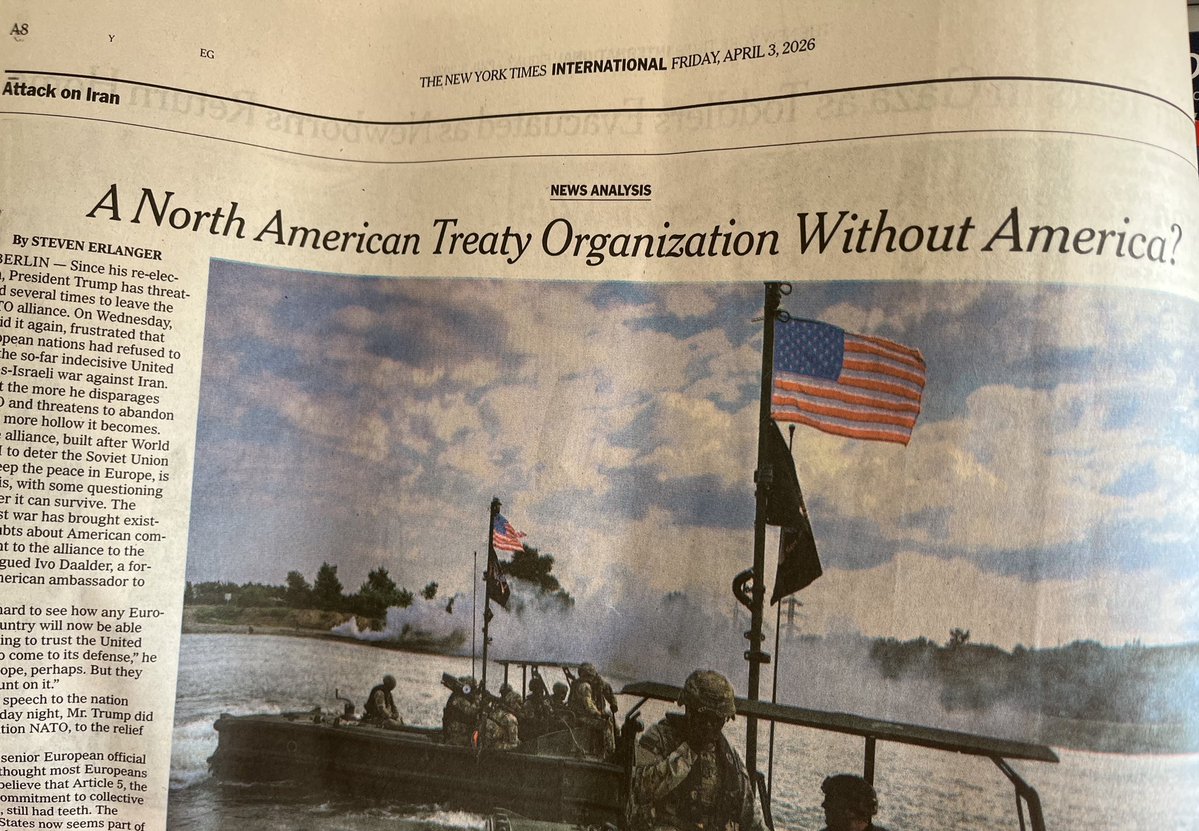 A8
Y
EG
THE NEW YORK TIMES INTERNATIONAL FRIDAY, APRIL 3, 2026
Attack on Iran
NEWS ANALYSIS
A North American Treaty Organization Without America?
By STEVEN ERLANGER
BERLIN — Since his re-elec-
, President Trump has threat-
d several times to leave the
TO alliance. On Wednesday,
id it again, frustrated that
opean nations had refused to
the so-far indecisive United
s-Israeli war against Iran.
t the more he disparages
O and threatens to abandon
more hollow it becomes.
alliance, built after World
I to deter the Soviet Union
eep the peace in Europe, is
is, with some questioning
er it can survive. The
st war has brought exist-
ubts about American com-
nt to the alliance to the
gued Ivo Daalder, a for-
merican ambassador to
hard to see how any Euro-
untry will now be able
ing to trust the United
o come to its defense,” he
ope, perhaps. But they
unt on it.”
speech to the nation
day night, Mr. Trump did
tion NATO, to the relief
senior European official
thought most Europeans
believe that Article 5, the
ommitment to collective
, still had teeth. The
States now seems part of